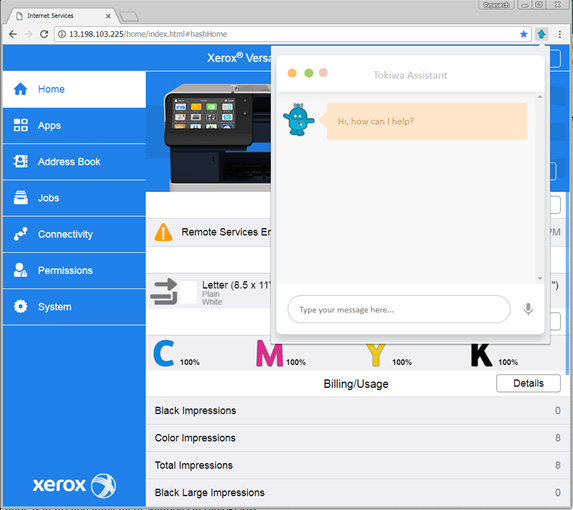 Internet Services
13.198.103.225/home/index.html#hashHome
Xerox® Versa
Tokiwa Assistant
Hi, how can I help?
Type your message here...
Home
Apps
Address Book
Jobs
Connectivity
Permissions
System
xerox
Remote Services Er
PM
Letter (8.5 x 11"
")
Plain
White
C 100%
M 100%
Y 100%
K 100%
Billing/Usage
Details
Black Impressions 0
Color Impressions 8
Total Impressions 8
Black Large Impressions 0